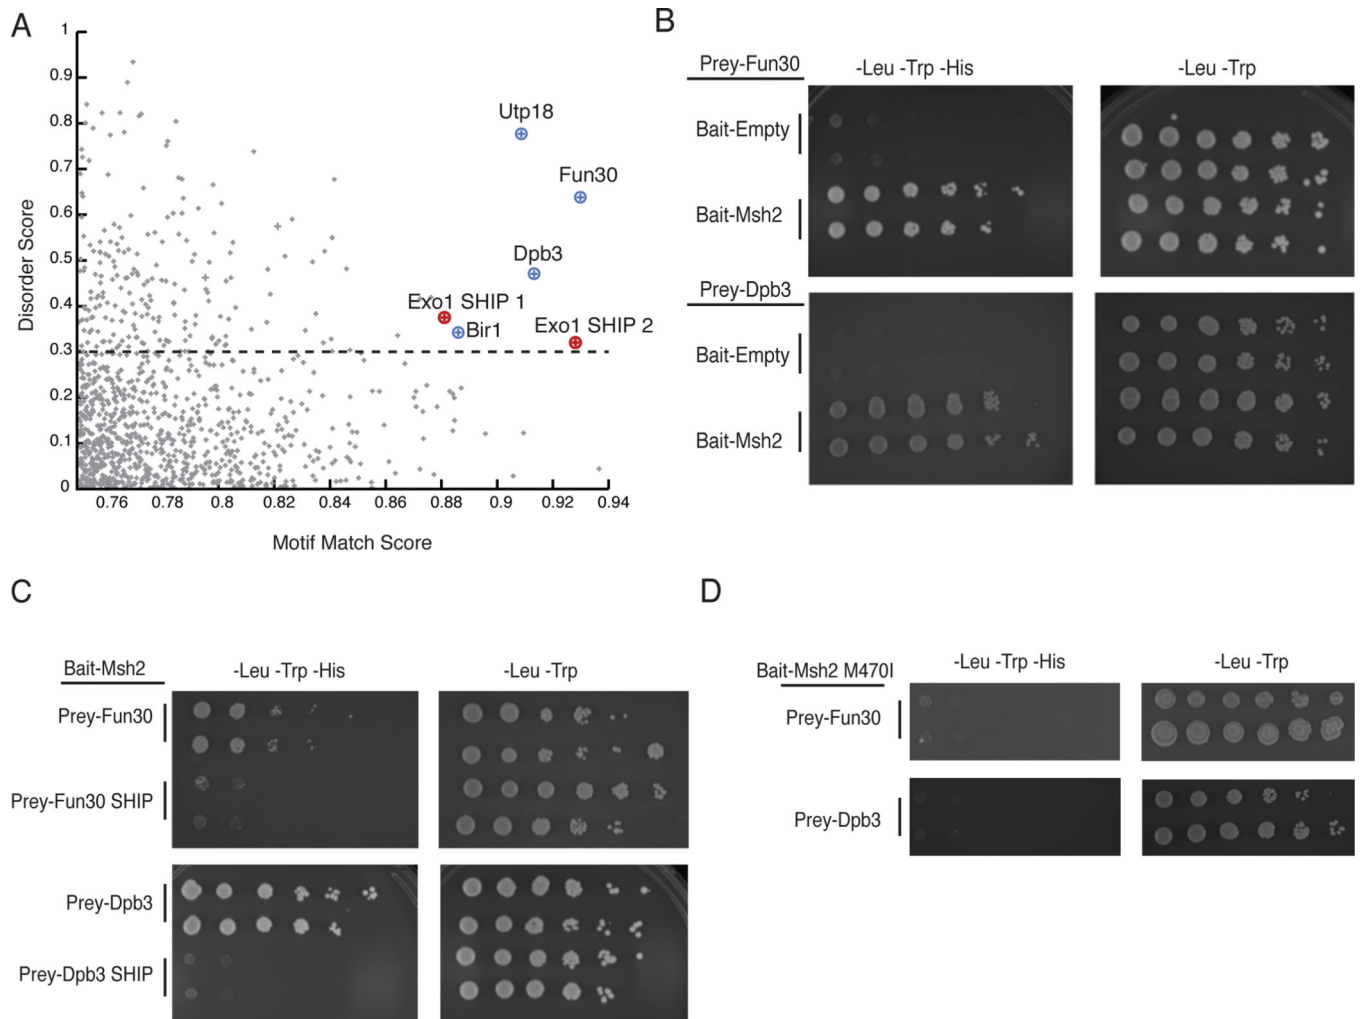 A
1
0.9
0.8
0.7
0.6
0.5
0.4
0.3
0.2
0.1
0
Disorder Score
Utp18
Fun30
Dpb3
Exo1 SHIP 1
Bir1
Exo1 SHIP 2
0.76 0.78 0.8 0.82 0.84 0.86 0.88 0.9 0.92 0.94
Motif Match Score
B
Prey-Fun30
-Leu -Trp -His
-Leu -Trp
Bait-Empty
Bait-Msh2
Prey-Dpb3
Bait-Empty
Bait-Msh2
C
Bait-Msh2
-Leu -Trp -His
-Leu -Trp
Prey-Fun30
Prey-Fun30 SHIP
Prey-Dpb3
Prey-Dpb3 SHIP
D
Bait-Msh2 M470I
-Leu -Trp -His
-Leu -Trp
Prey-Fun30
Prey-Dpb3